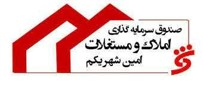 صندوق سرمایه گذاری
املاک و مستغلات
امین شهر یکم